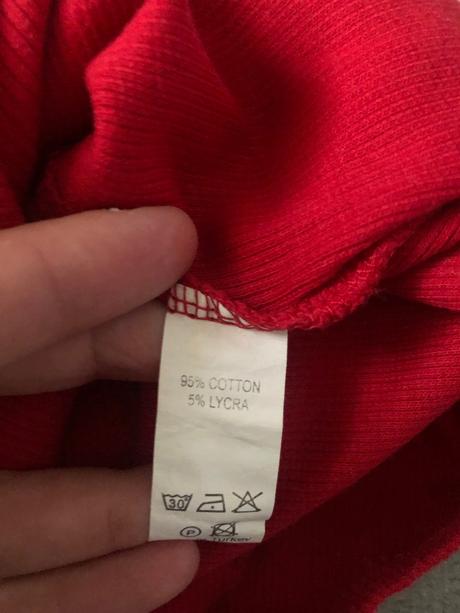 95% COTTON
5% LYCRA
30°
P
Turkey